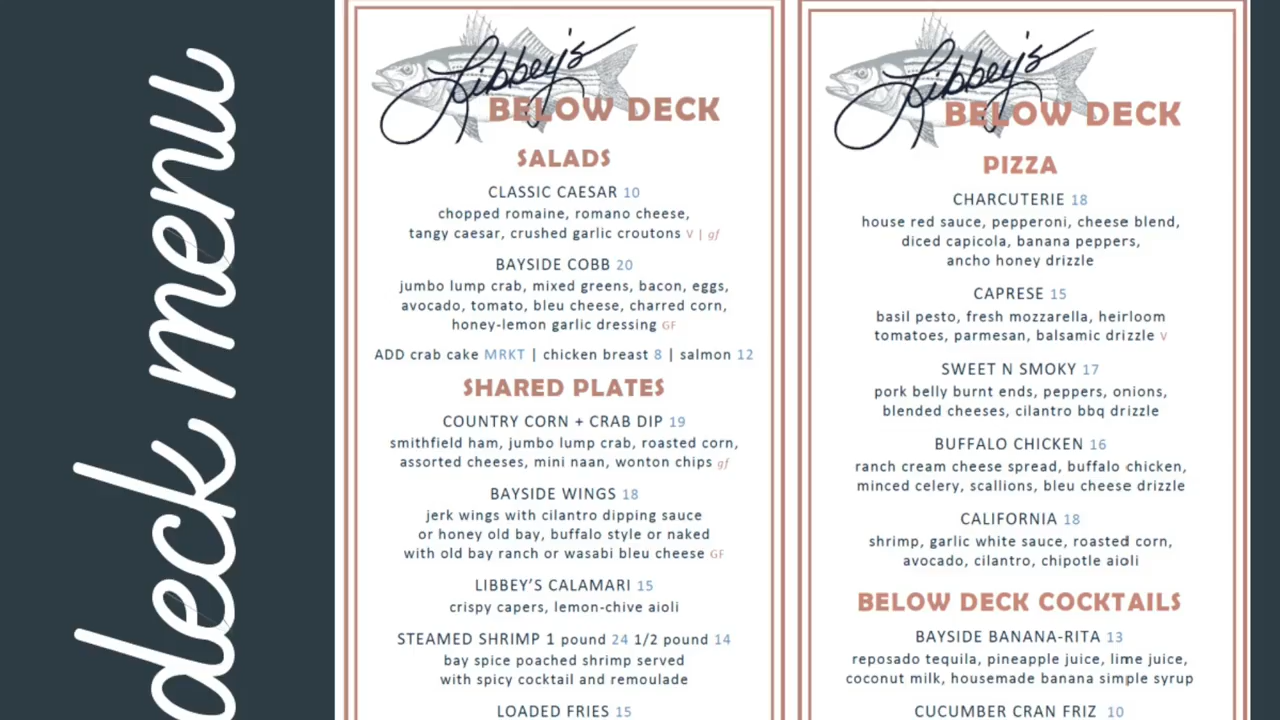 deck menu
Libbey's
BELOW DECK
SALADS
CLASSIC CAESAR 10
chopped romaine, romano cheese,
tangy caesar, crushed garlic croutons V | gf
BAYSIDE COBB 20
jumbo lump crab, mixed greens, bacon, eggs,
avocado, tomato, bleu cheese, charred corn,
honey-lemon garlic dressing GF
ADD crab cake MRKT | chicken breast 8 | salmon 12
SHARED PLATES
COUNTRY CORN + CRAB DIP 19
smithfield ham, jumbo lump crab, roasted corn,
assorted cheeses, mini naan, wonton chips gf
BAYSIDE WINGS 18
jerk wings with cilantro dipping sauce
or honey old bay, buffalo style or naked
with old bay ranch or wasabi bleu cheese GF
LIBBEY'S CALAMARI 15
crispy capers, lemon-chive aioli
STEAMED SHRIMP 1 pound 24 1/2 pound 14
bay spice poached shrimp served
with spicy cocktail and remoulade
LOADED FRIES 15
Libbey's
BELOW DECK
PIZZA
CHARCUTERIE 18
house red sauce, pepperoni, cheese blend,
diced capicola, banana peppers,
ancho honey drizzle
CAPRESE 15
basil pesto, fresh mozzarella, heirloom
tomatoes, parmesan, balsamic drizzle V
SWEET N SMOKY 17
pork belly burnt ends, peppers, onions,
blended cheeses, cilantro bbq drizzle
BUFFALO CHICKEN 16
ranch cream cheese spread, buffalo chicken,
minced celery, scallions, bleu cheese drizzle
CALIFORNIA 18
shrimp, garlic white sauce, roasted corn,
avocado, cilantro, chipotle aioli
BELOW DECK COCKTAILS
BAYSIDE BANANA-RITA 13
reposado tequila, pineapple juice, lime juice,
coconut milk, housemade banana simple syrup
CUCUMBER CRAN FRIZ 10